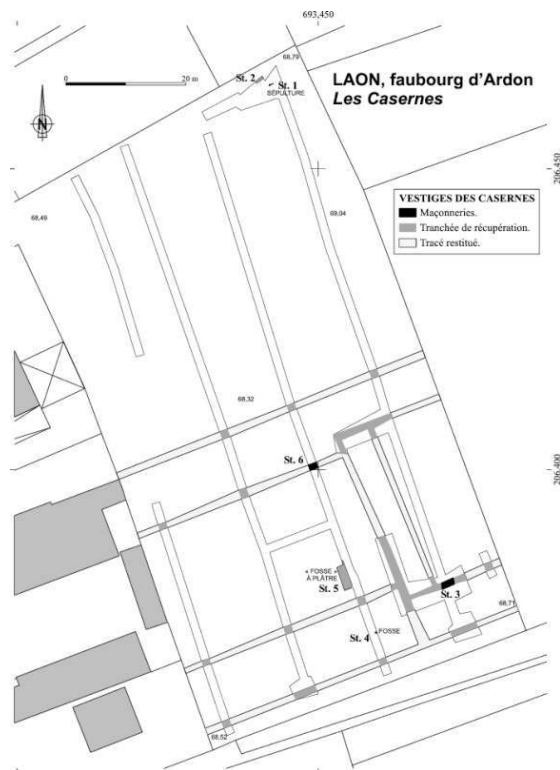 693,450
68,79
St. 2
St. 1
SÉPULTURE
0 20 m
LAON, faubourg d'Ardon
Les Casernes
N
206,450
VESTIGES DES CASERNES
Maçonneries.
Tranchée de récupération.
Tracé restitué.
68,49
69,04
68,32
St. 6
206,400
« FOSSE »
À PLÂTRE
St. 5
St. 3
St. 4
FOSSE
68,71
68,52